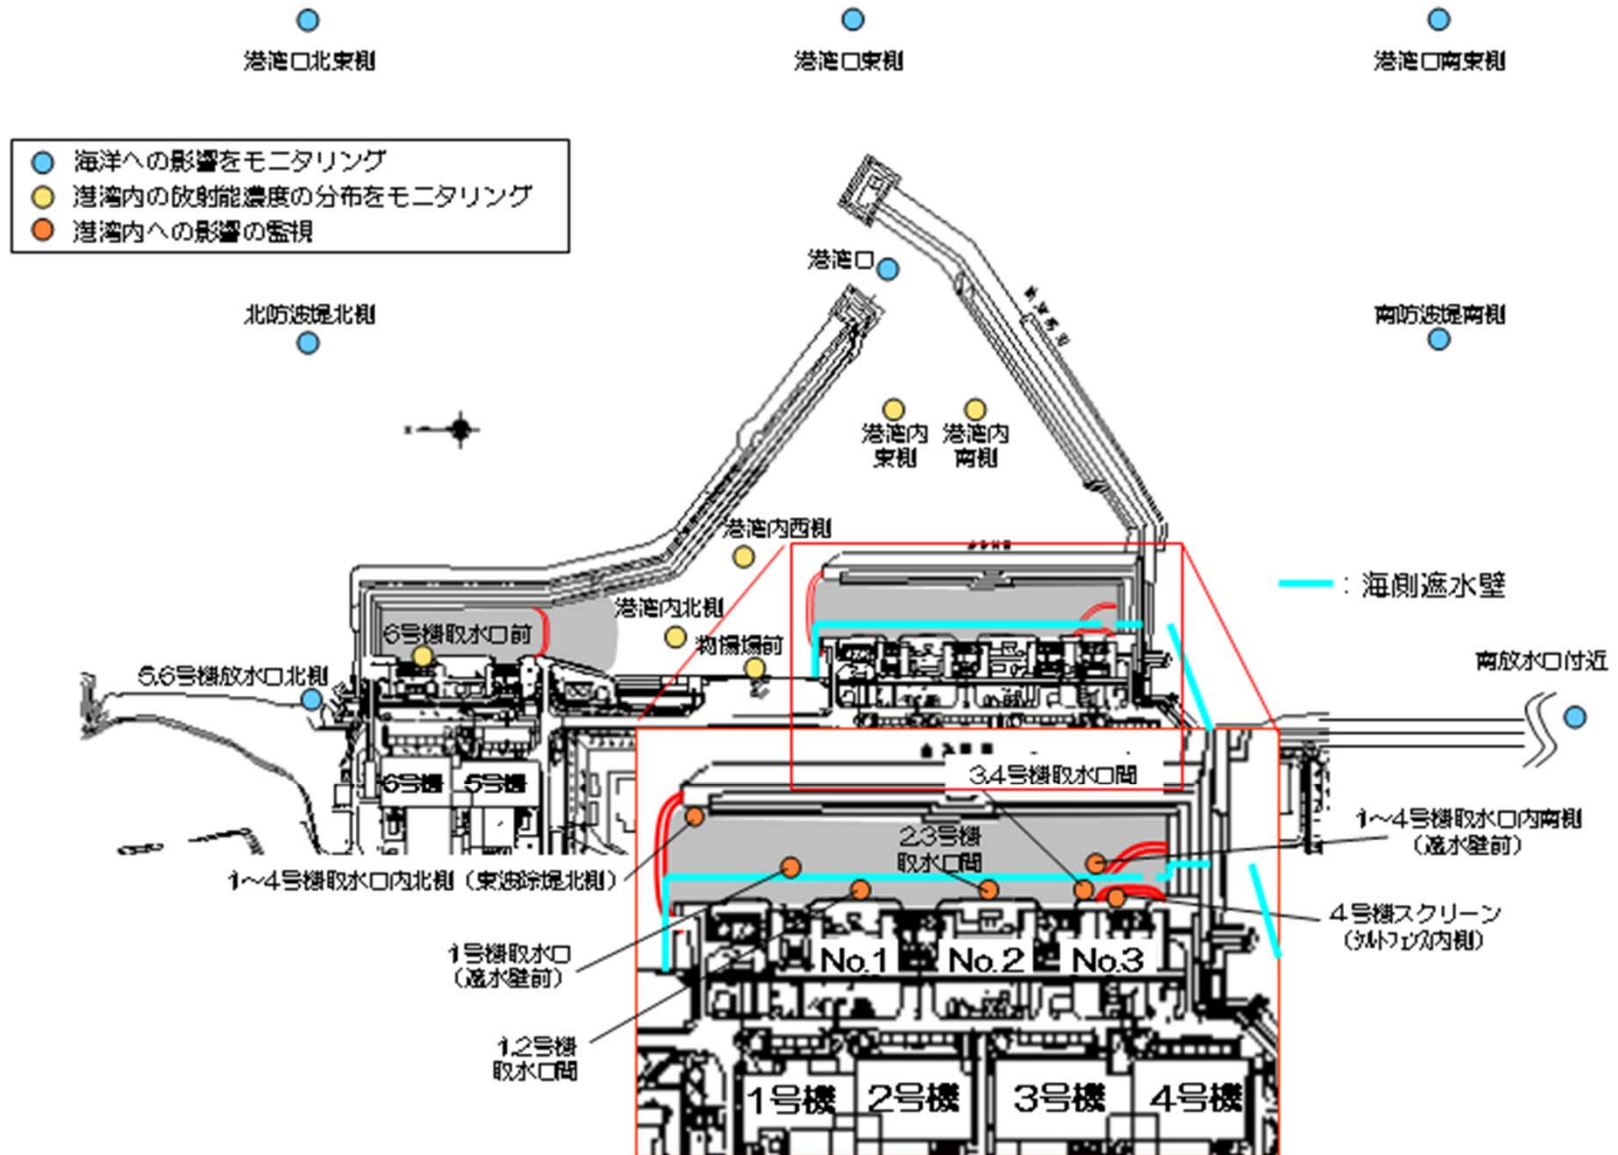 港湾口北東側
港湾口東側
港湾口南東側
海洋への影響をモニタリング
港湾内の放射能濃度の分布をモニタリング
港湾内への影響の監視
港湾口
北防波堤北側
南防波堤南側
港湾内
東側
港湾内
南側
港湾内西側
:海側遮水壁
港湾内北側
6号機取水口前
物揚場前
南放水口付近
5,6号機放水口北側
6号機
5号機
3,4号機取水口間
1~4号機取水口内南側
(遮水壁前)
2,3号機
取水口間
1~4号機取水口内北側(東波除堤北側)
4号機スクリーン
(シルトフェンス内側)
1号機取水口
(遮水壁前)
No.1
No.2
No.3
1,2号機
取水口間
1号機
2号機
3号機
4号機